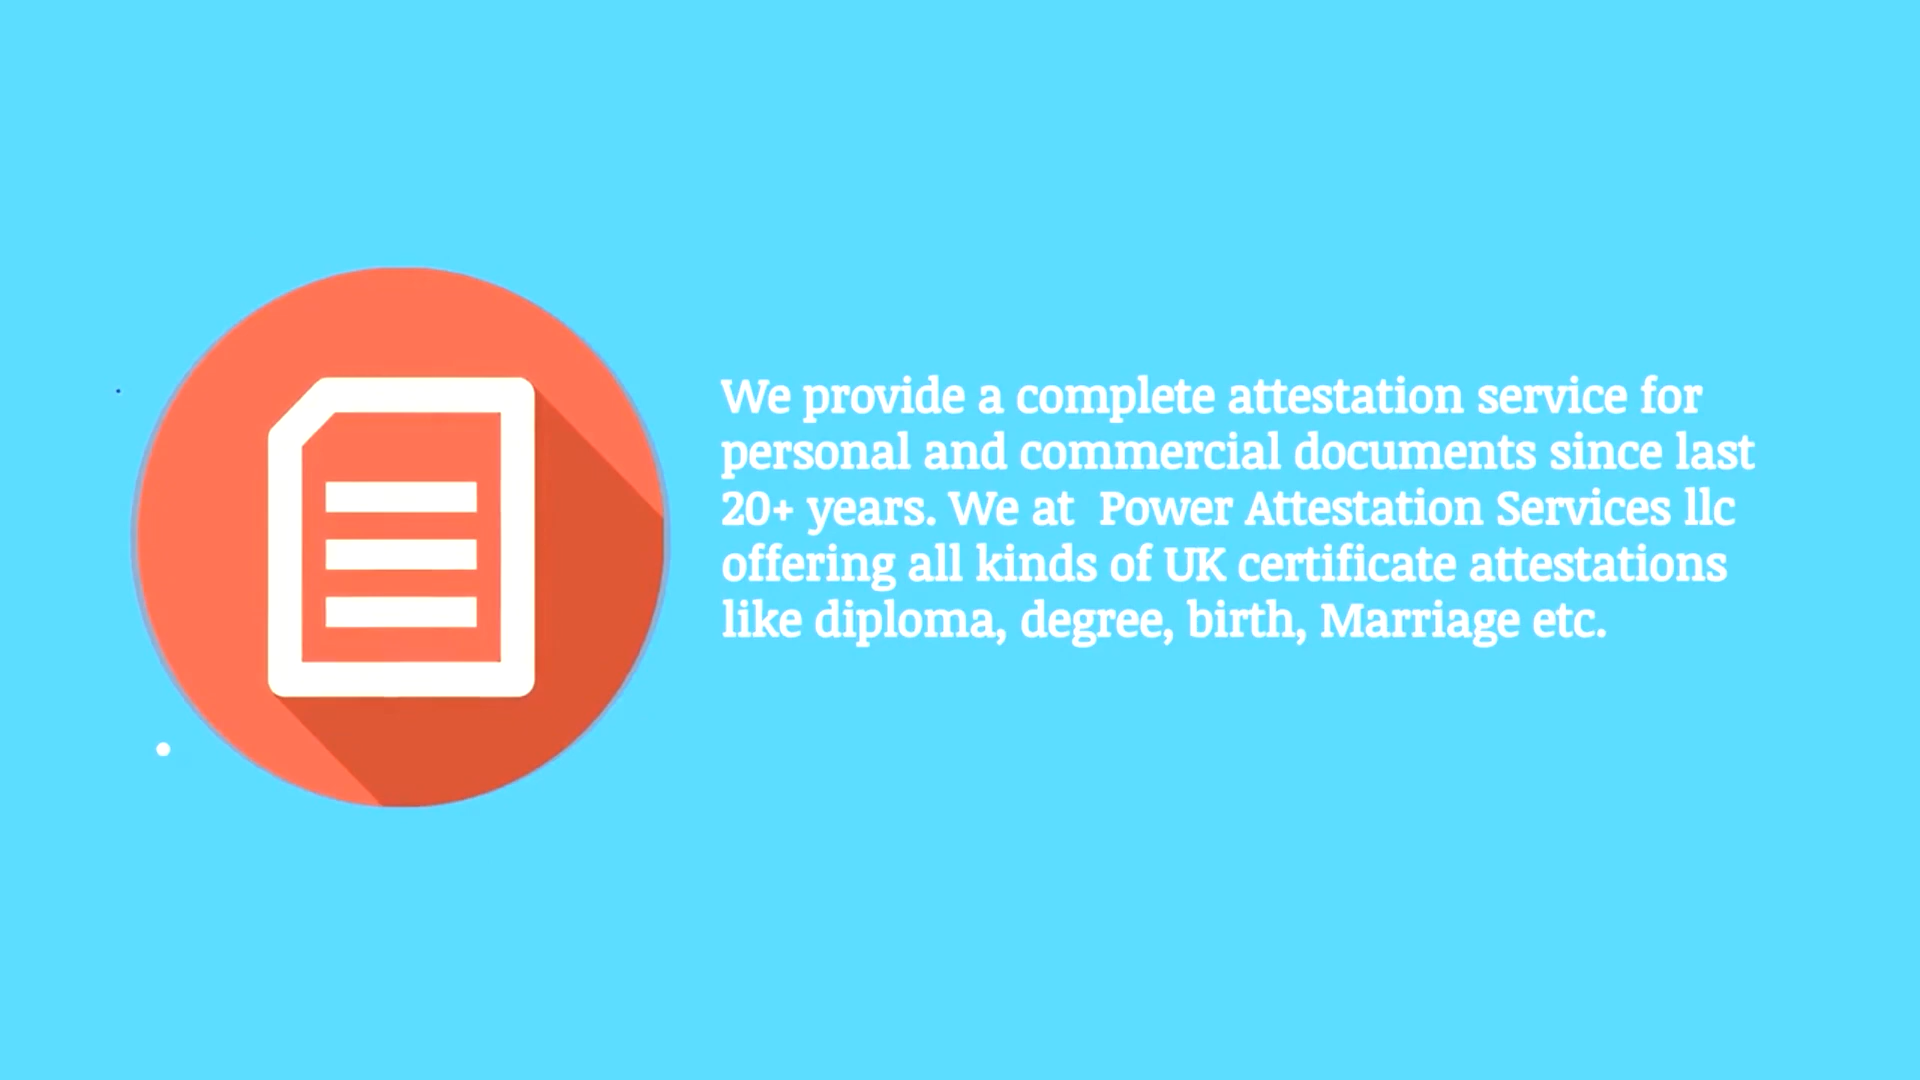 We provide a complete attestation service for
personal and commercial documents since last
20+ years. We at  Power Attestation Services llc
offering all kinds of UK certificate attestations
like diploma, degree, birth, Marriage etc.